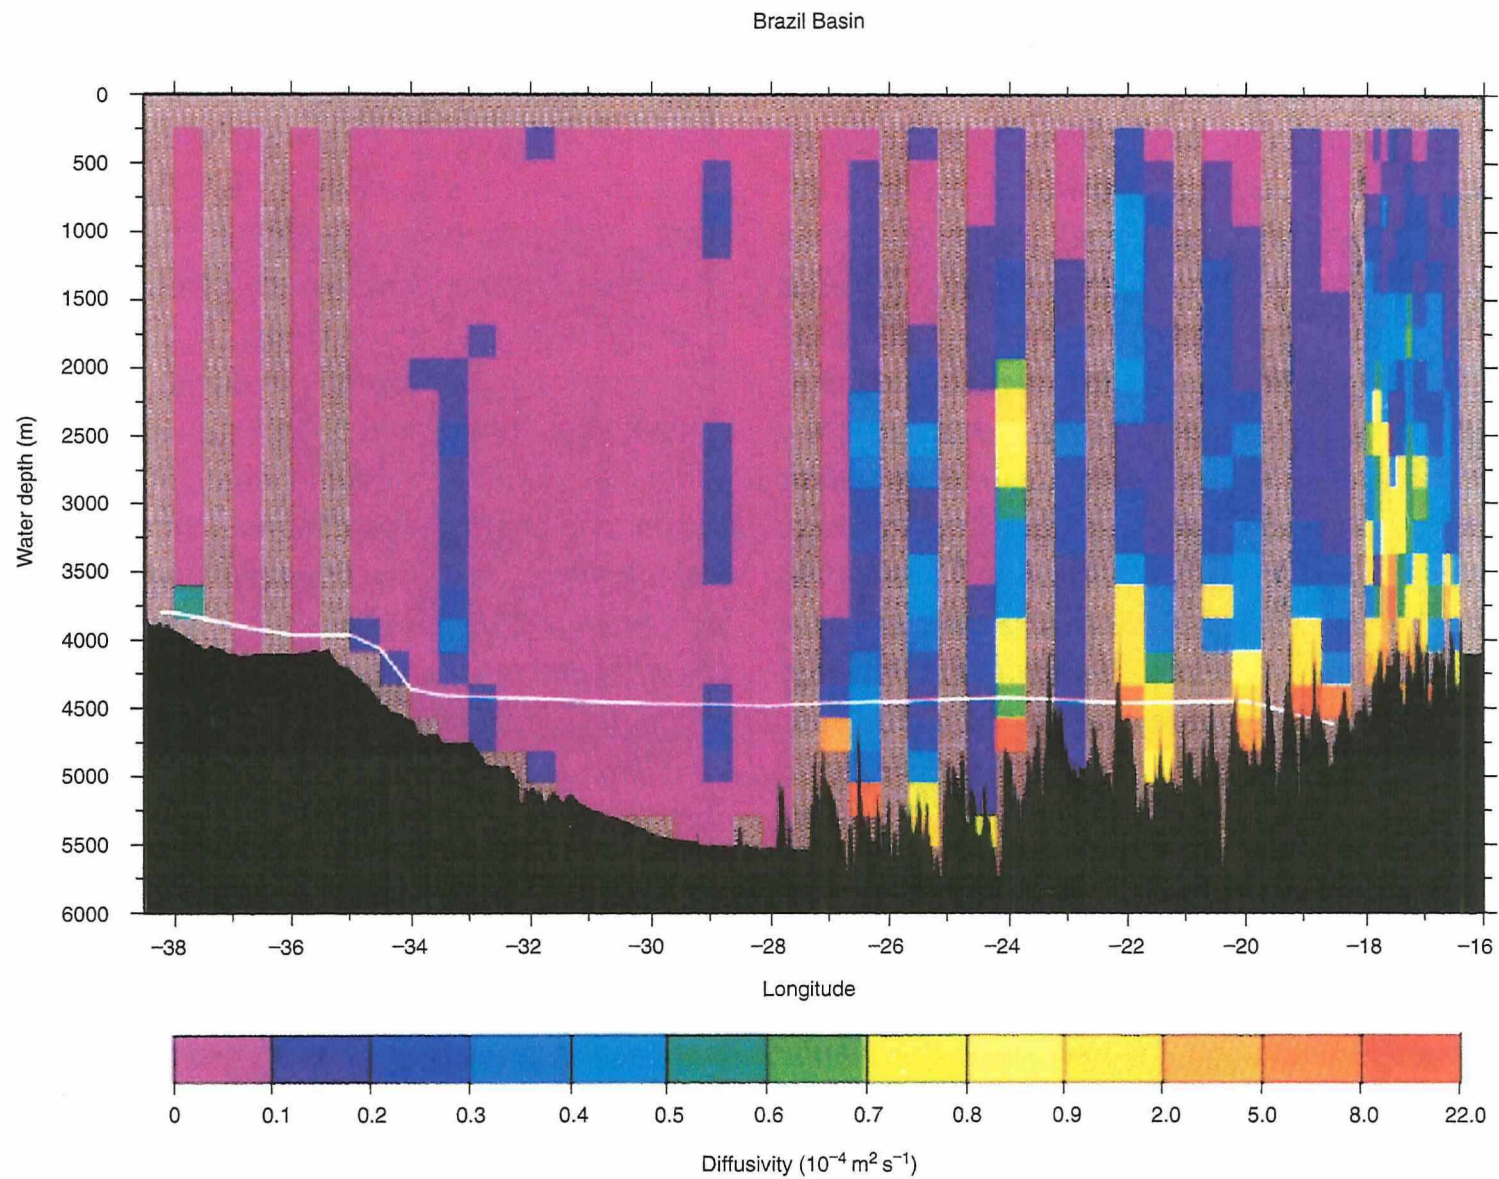 Brazil Basin
0
500
1000
1500
2000
2500
3000
3500
4000
4500
5000
5500
6000
Water depth (m)
–38 –36 –34 –32 –30 –28 –26 –24 –22 –20 –18 –16
Longitude
0 0.1 0.2 0.3 0.4 0.5 0.6 0.7 0.8 0.9 2.0 5.0 8.0 22.0
Diffusivity (10⁻⁴ m² s⁻¹)